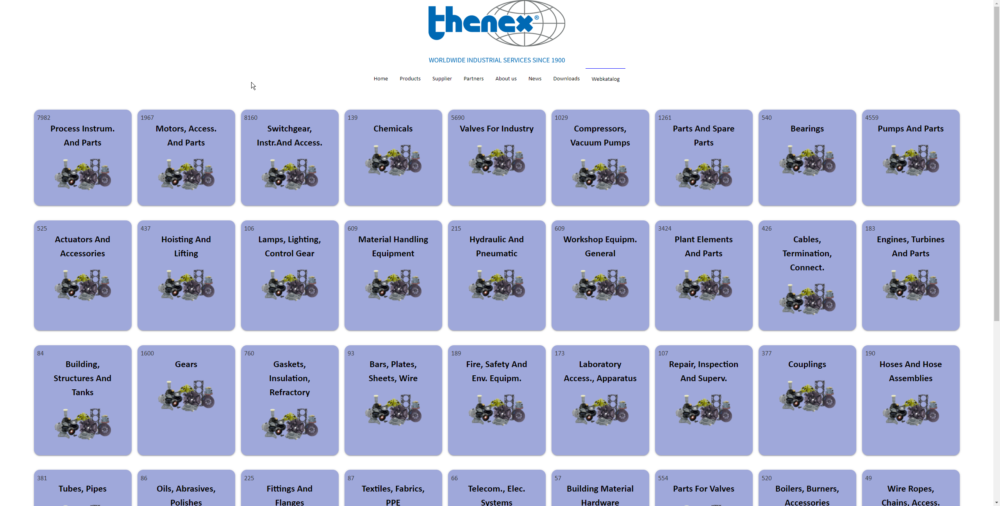 thenex®
WORLDWIDE INDUSTRIAL SERVICES SINCE 1900
Home Products Supplier Partners About us News Downloads Webkatalog
7982
Process Instrum.
And Parts
1967
Motors, Access.
And Parts
8160
Switchgear,
Instr.And Access.
139
Chemicals
5690
Valves For Industry
1029
Compressors,
Vacuum Pumps
1261
Parts And Spare
Parts
540
Bearings
4559
Pumps And Parts
525
Actuators And
Accessories
437
Hoisting And
Lifting
106
Lamps, Lighting,
Control Gear
609
Material Handling
Equipment
215
Hydraulic And
Pneumatic
609
Workshop Equipm.
General
3424
Plant Elements
And Parts
426
Cables,
Termination,
Connect.
183
Engines, Turbines
And Parts
84
Building,
Structures And
Tanks
1600
Gears
760
Gaskets,
Insulation,
Refractory
93
Bars, Plates,
Sheets, Wire
189
Fire, Safety And
Env. Equipm.
173
Laboratory
Access., Apparatus
107
Repair, Inspection
And Superv.
377
Couplings
190
Hoses And Hose
Assemblies
381
Tubes, Pipes
86
Oils, Abrasives,
Polishes
225
Fittings And
Flanges
87
Textiles, Fabrics,
PPE
66
Telecom., Elec.
Systems
57
Building Material
Hardware
554
Parts For Valves
520
Boilers, Burners,
Accessories
49
Wire Ropes,
Chains, Access.